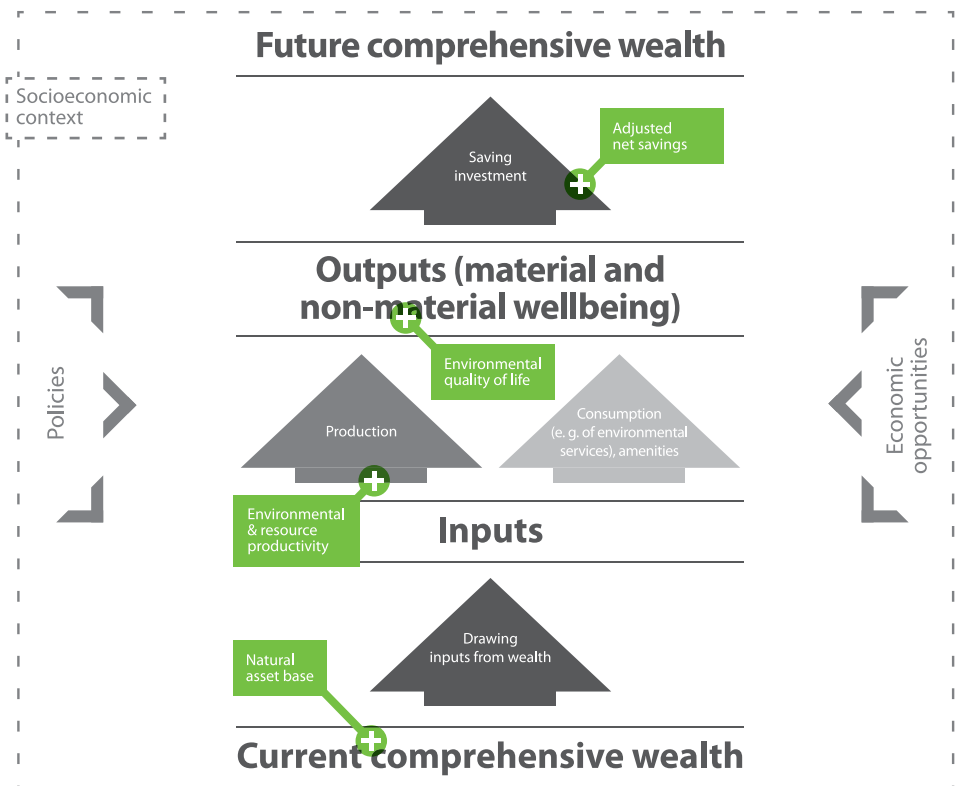 Future comprehensive wealth
Socioeconomic
context
Adjusted
net savings
Saving
investment
Outputs (material and
non-material wellbeing)
Environmental
quality of life
Policies
Economic
opportunities
Production
Consumption
(e. g. of environmental
services), amenities
Environmental
& resource
productivity
Inputs
Drawing
inputs from wealth
Natural
asset base
Current comprehensive wealth